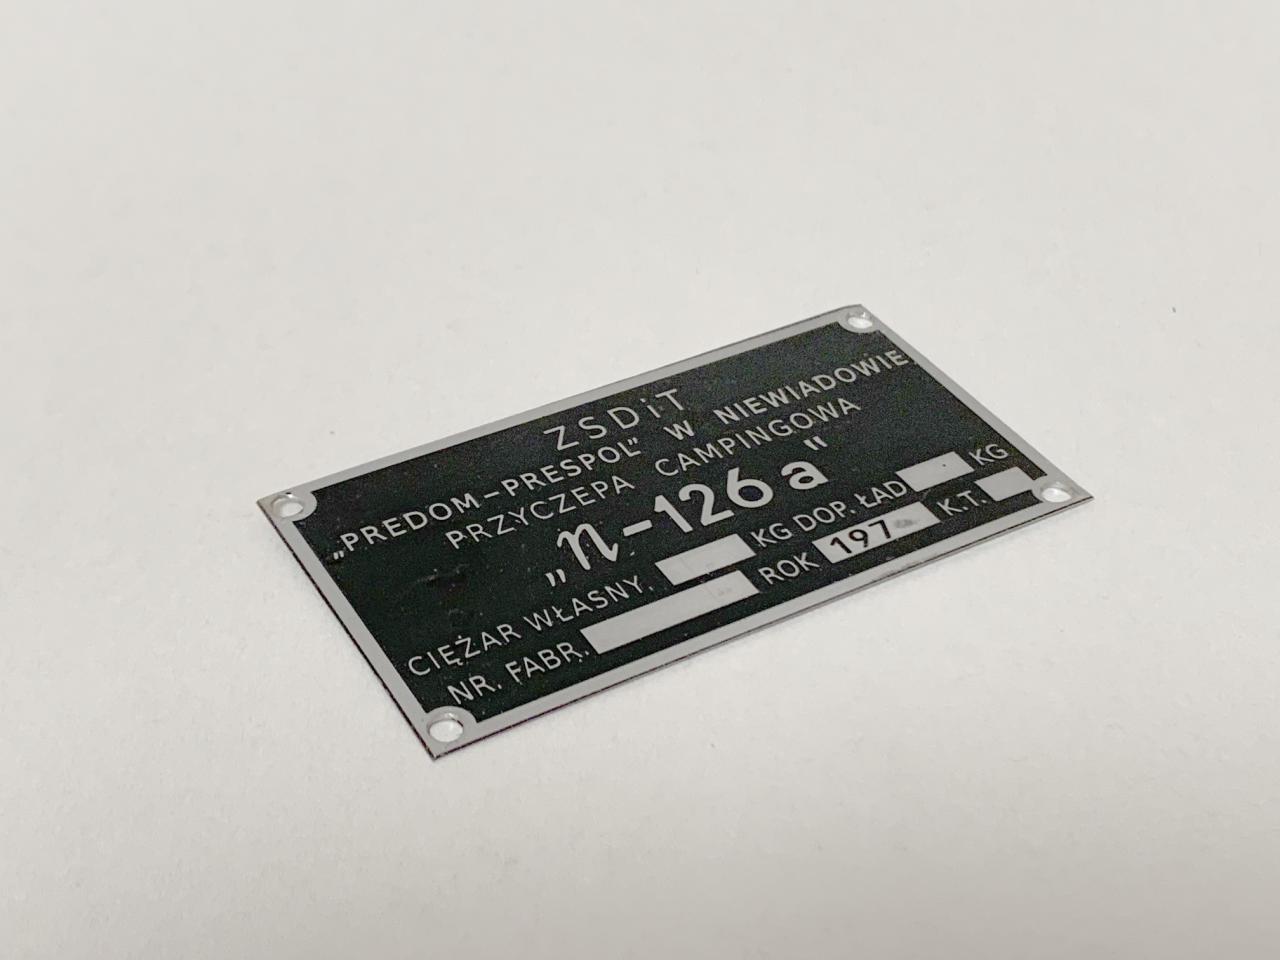 ZSDiT
„PREDOM-PRESPOL” W NIEWIADOWIE
PRZYCZEPA CAMPINGOWA
„n-126a”
CIĘŻAR WŁASNY. KG DOP. ŁAD KG
NR. FABR. ROK 197 K.T.